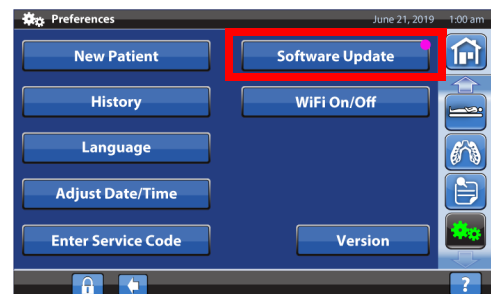 Preferences June 21, 2019 1:00 am
New Patient Software Update
History WiFi On/Off
Language
Adjust Date/Time
Enter Service Code Version
?